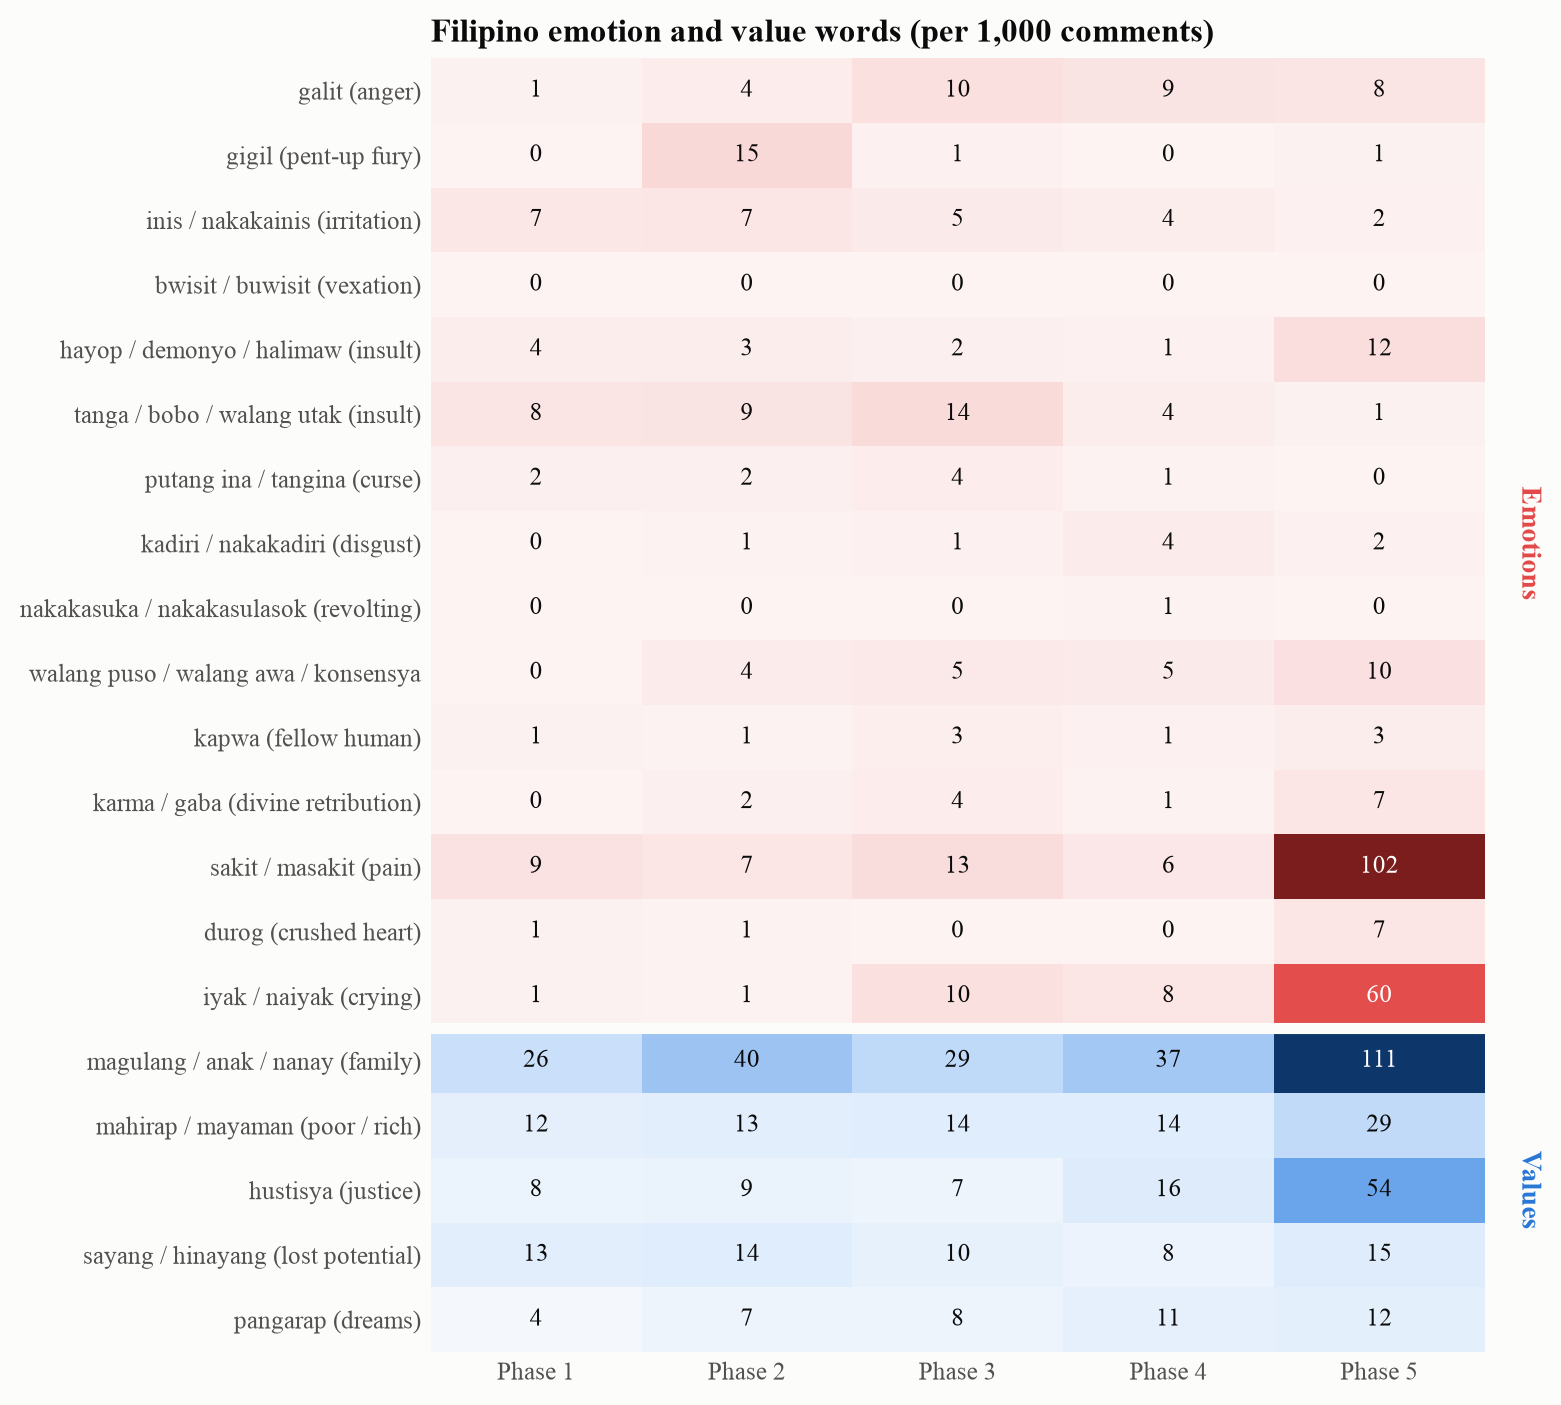 Filipino emotion and value words (per 1,000 comments)
galit (anger) 1 4 10 9 8
gigil (pent-up fury) 0 15 1 0 1
inis / nakakainis (irritation) 7 7 5 4 2
bwisit / buwisit (vexation) 0 0 0 0 0
hayop / demonyo / halimaw (insult) 4 3 2 1 12
tanga / bobo / walang utak (insult) 8 9 14 4 1
putang ina / tangina (curse) 2 2 4 1 0
kadiri / nakakadiri (disgust) 0 1 1 4 2
nakakasuka / nakakasulasok (revolting) 0 0 0 1 0
walang puso / walang awa / konsensya 0 4 5 5 10
kapwa (fellow human) 1 1 3 1 3
karma / gaba (divine retribution) 0 2 4 1 7
sakit / masakit (pain) 9 7 13 6 102
durog (crushed heart) 1 1 0 0 7
iyak / naiyak (crying) 1 1 10 8 60
Emotions
magulang / anak / nanay (family) 26 40 29 37 111
mahirap / mayaman (poor / rich) 12 13 14 14 29
hustisya (justice) 8 9 7 16 54
sayang / hinayang (lost potential) 13 14 10 8 15
pangarap (dreams) 4 7 8 11 12
Values
Phase 1 Phase 2 Phase 3 Phase 4 Phase 5